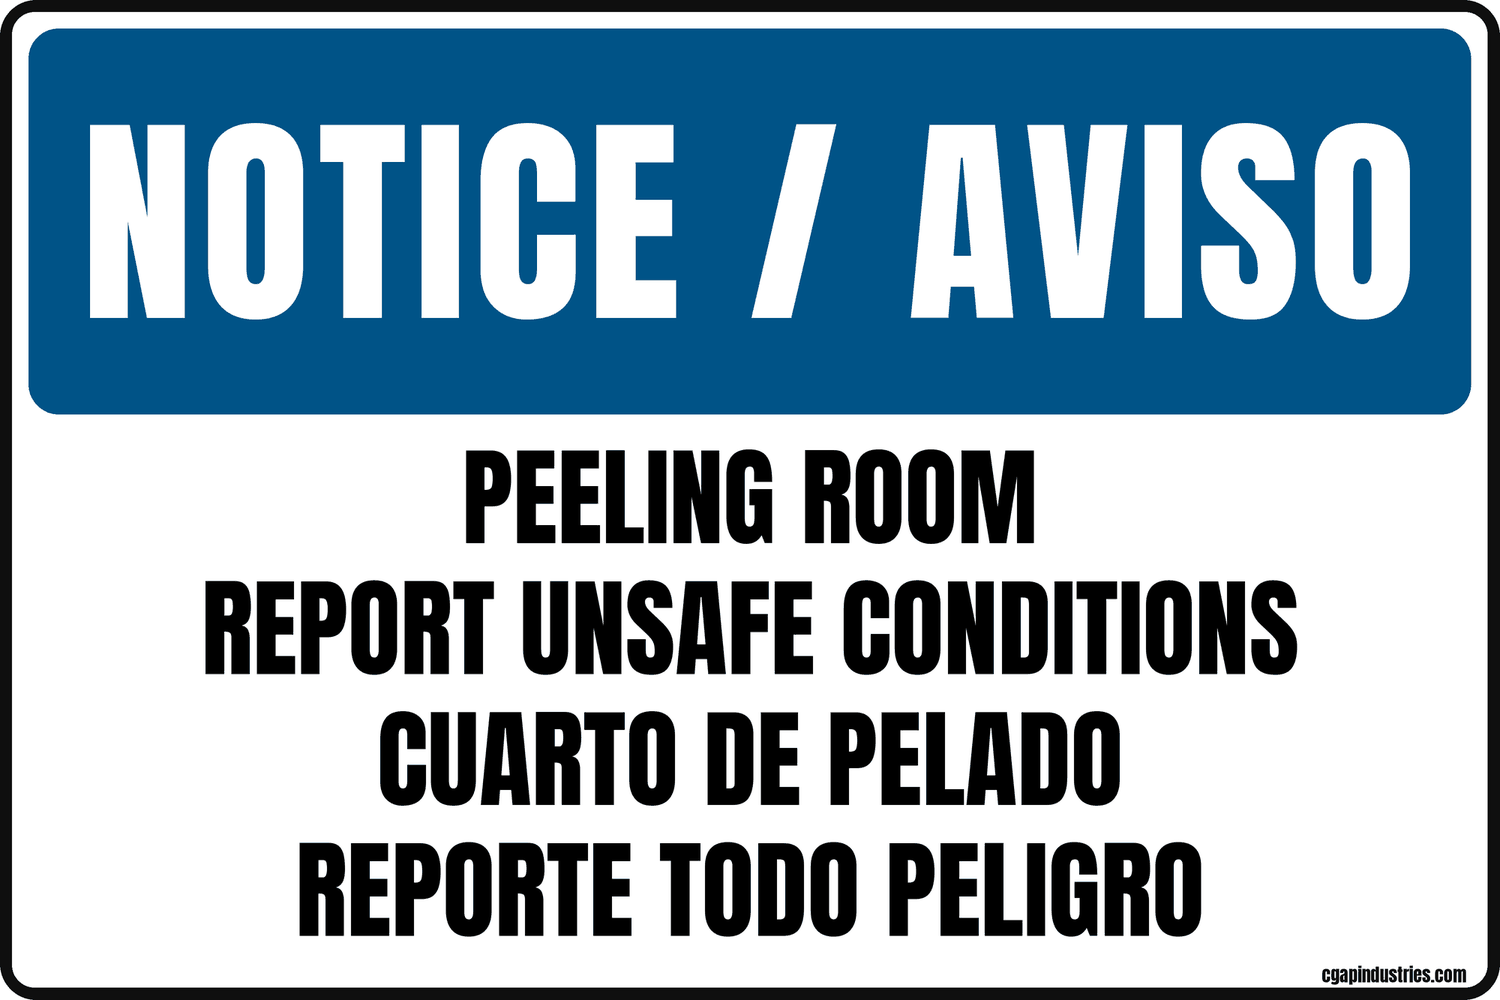 NOTICE / AVISO
PEELING ROOM
REPORT UNSAFE CONDITIONS
CUARTO DE PELADO
REPORTE TODO PELIGRO
cgapindustries.com